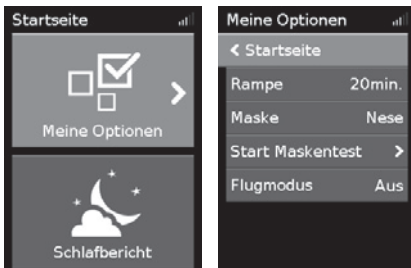 Startseite
Meine Optionen
Schlafbericht
Meine Optionen
< Startseite
Rampe 20min.
Maske Nese
Start Maskentest >
Flugmodus Aus